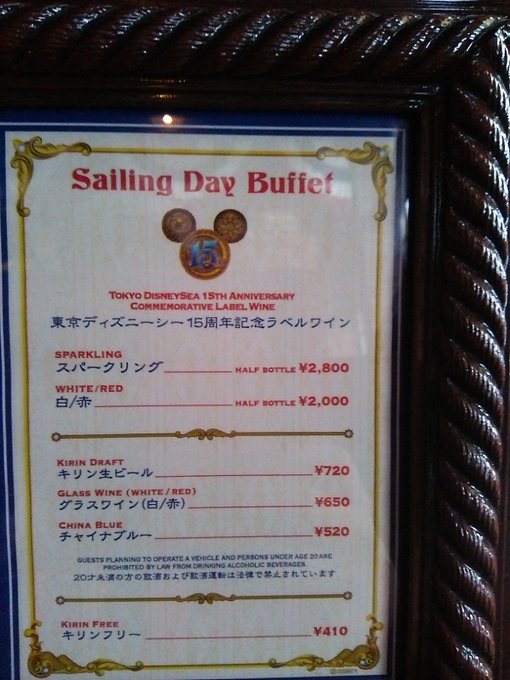 Sailing Day Buffet
15
TOKYO DISNEYSEA 15TH ANNIVERSARY
COMMEMORATIVE LABEL WINE
東京ディズニーシー15周年記念ラベルワイン
SPARKLING
スパークリング HALF BOTTLE ¥2,800
WHITE/RED
白/赤 HALF BOTTLE ¥2,000
KIRIN DRAFT
キリン生ビール ¥720
GLASS WINE (WHITE/RED)
グラスワイン(白/赤) ¥650
CHINA BLUE
チャイナブルー ¥520
GUESTS PLANNING TO OPERATE A VEHICLE AND PERSONS UNDER AGE 20 ARE
PROHIBITED BY LAW FROM DRINKING ALCOHOLIC BEVERAGES.
20才未満の方の飲酒および飲酒運転は法律で禁止されています
KIRIN FREE
キリンフリー ¥410
©DISNEY